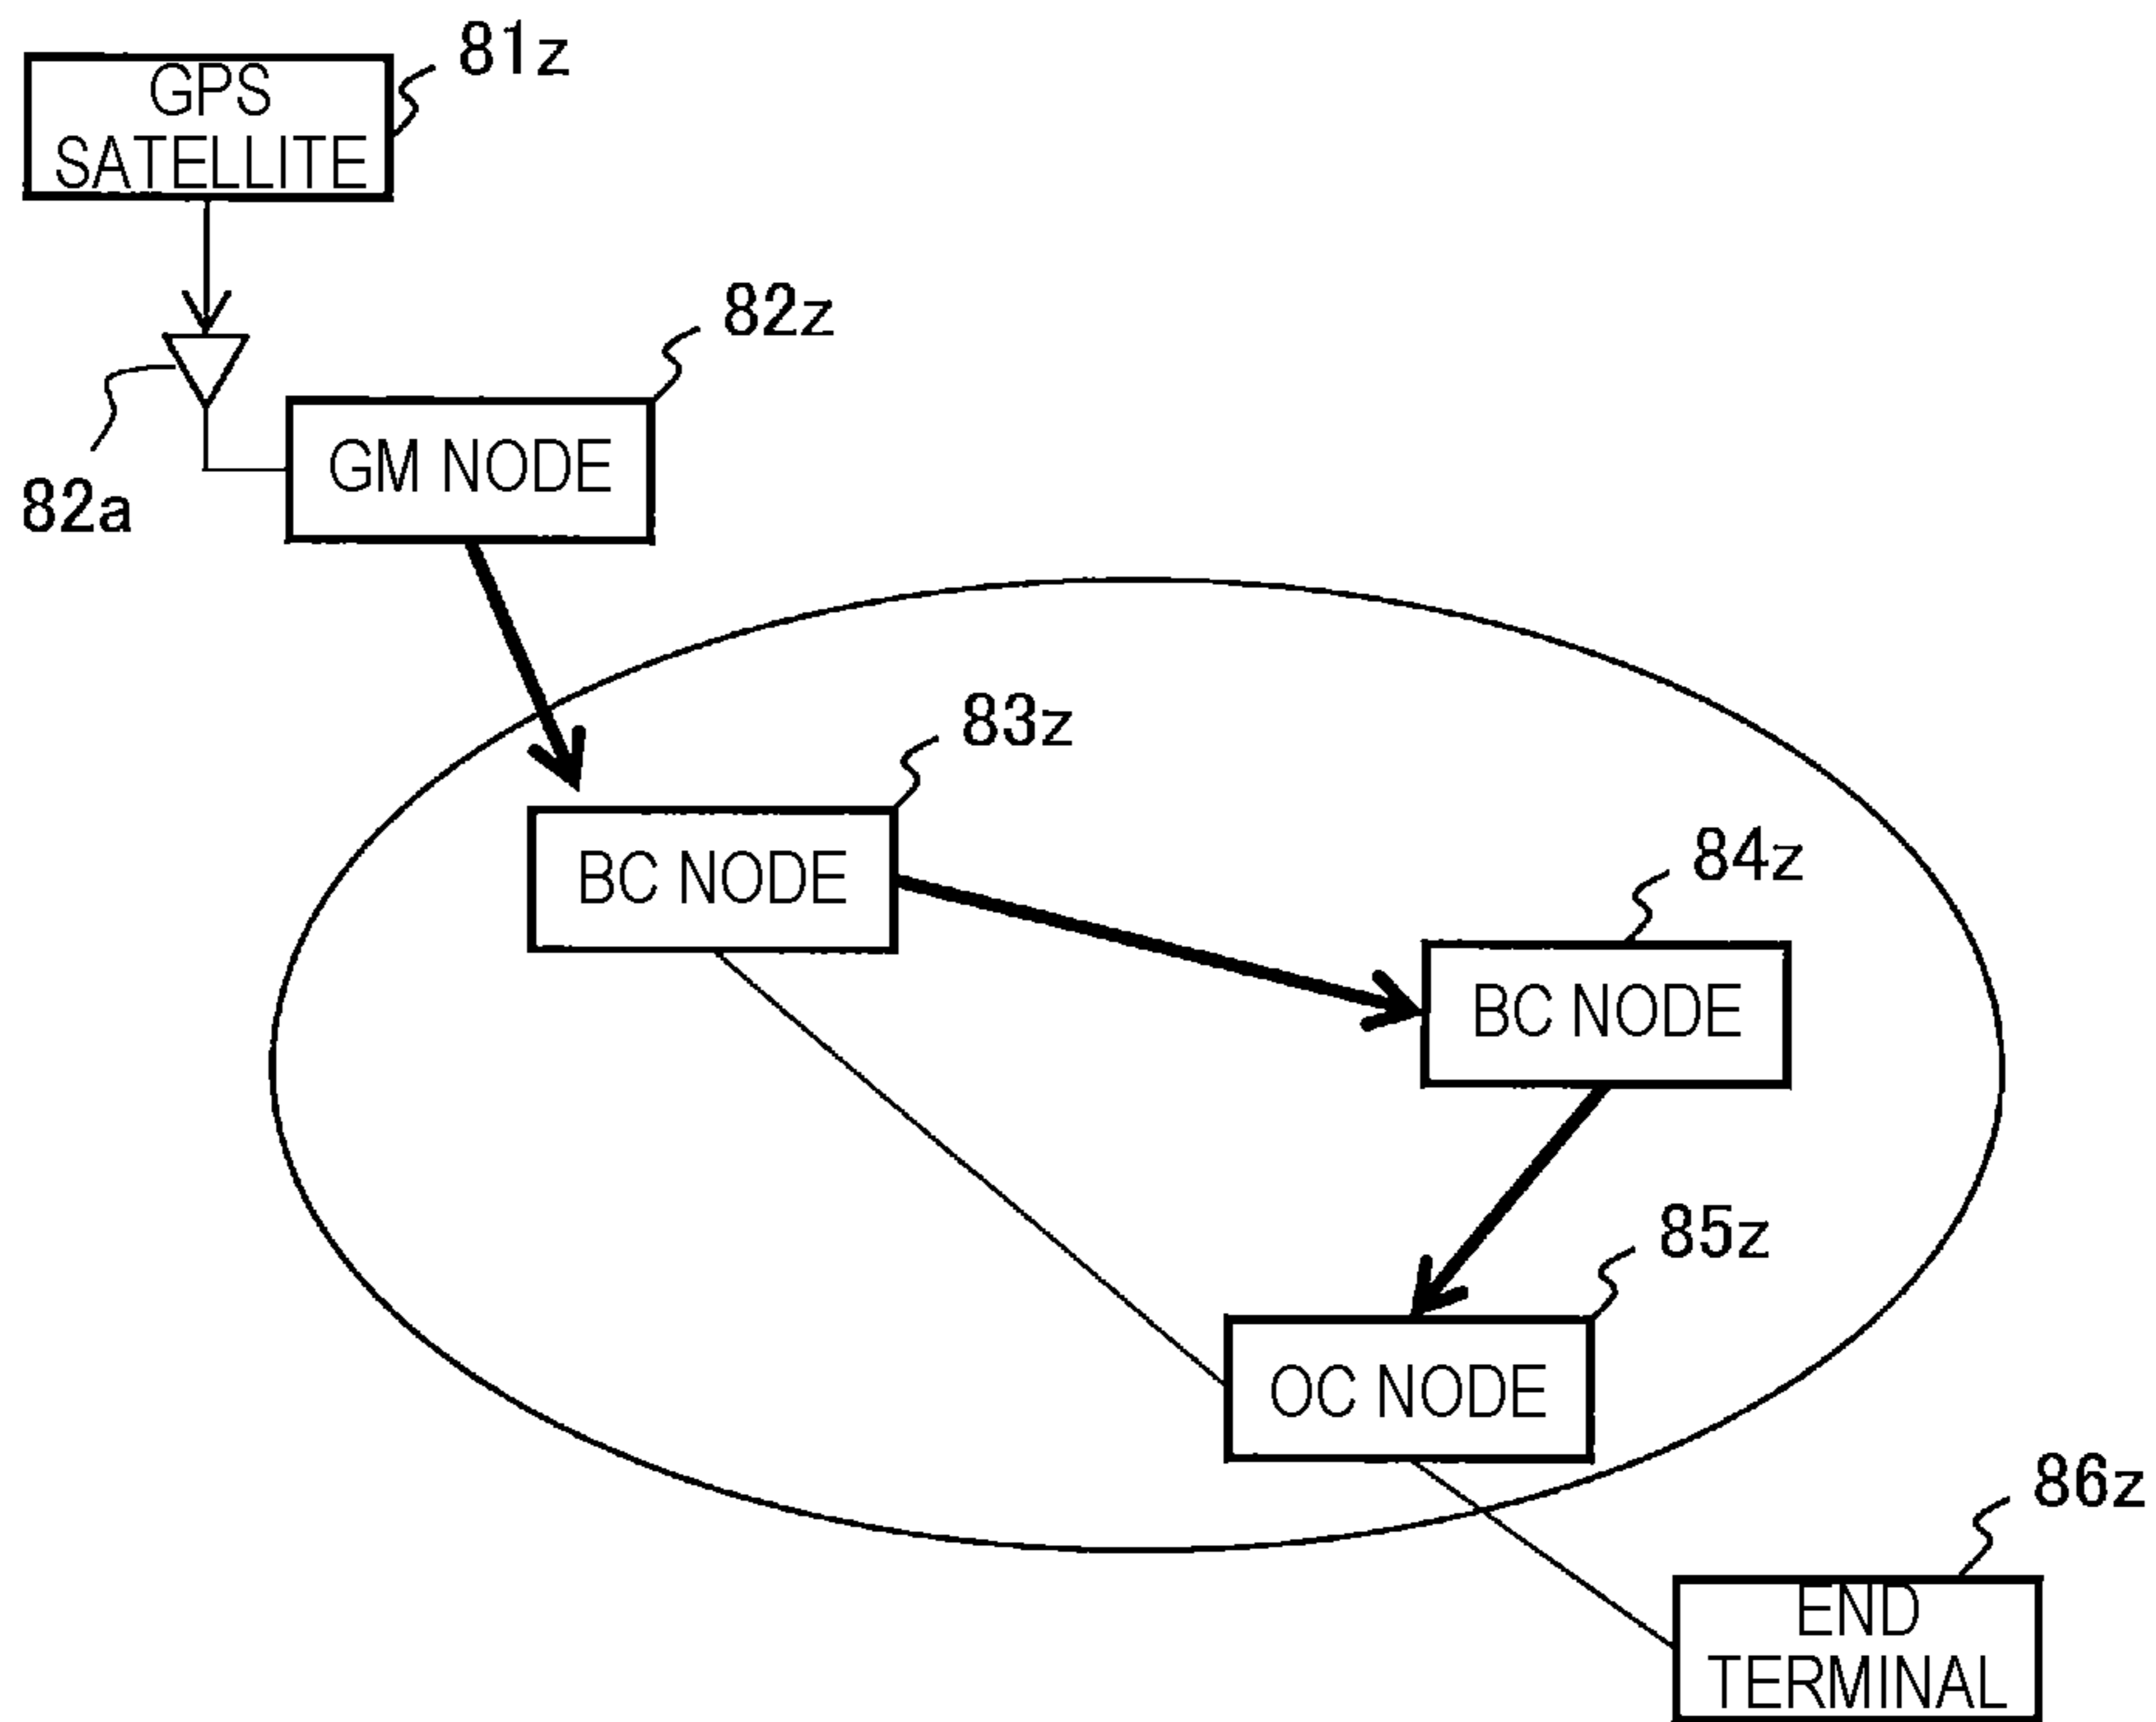 81z
GPS
SATELLITE
82z
82a
GM NODE
83z
BC NODE
84z
BC NODE
85z
OC NODE
86z
END
TERMINAL